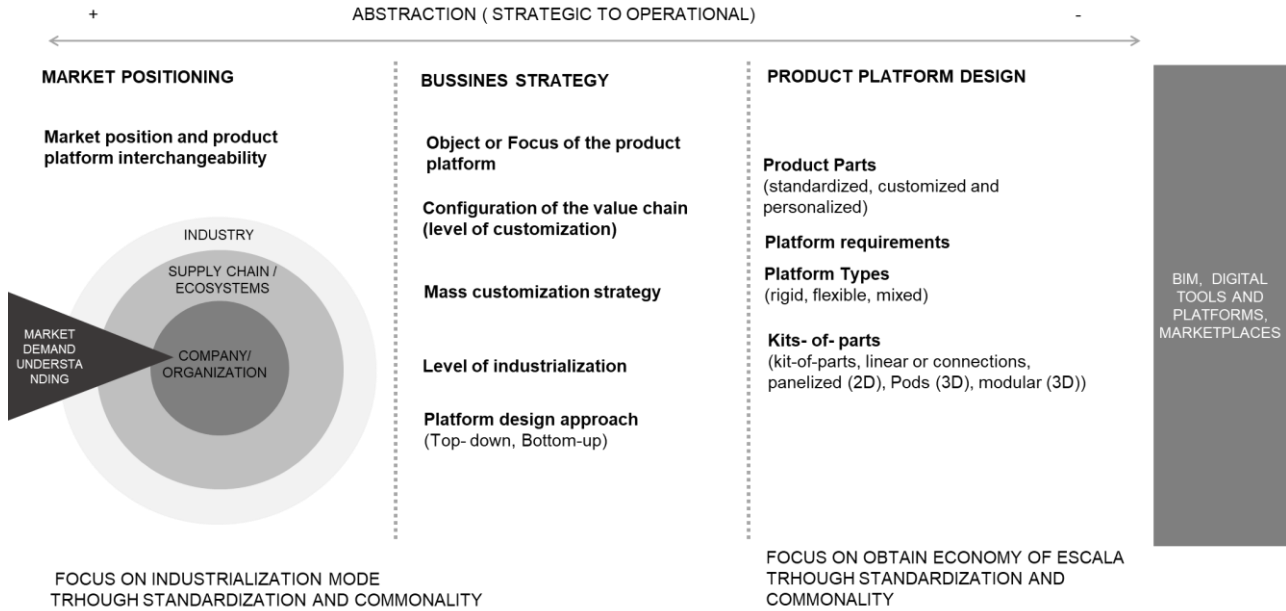 + ABSTRACTION ( STRATEGIC TO OPERATIONAL) -
MARKET POSITIONING
Market position and product
platform interchangeability
INDUSTRY
SUPPLY CHAIN /
ECOSYSTEMS
COMPANY/
ORGANIZATION
MARKET
DEMAND
UNDERSTA
NDING
BUSSINES STRATEGY
Object or Focus of the product
platform
Configuration of the value chain
(level of customization)
Mass customization strategy
Level of industrialization
Platform design approach
(Top- down, Bottom-up)
PRODUCT PLATFORM DESIGN
Product Parts
(standardized, customized and
personalized)
Platform requirements
Platform Types
(rigid, flexible, mixed)
Kits- of- parts
(kit-of-parts, linear or connections,
panelized (2D), Pods (3D), modular (3D))
BIM, DIGITAL
TOOLS AND
PLATFORMS,
MARKETPLACES
FOCUS ON INDUSTRIALIZATION MODE
TRHOUGH STANDARDIZATION AND COMMONALITY
FOCUS ON OBTAIN ECONOMY OF ESCALA
TRHOUGH STANDARDIZATION AND
COMMONALITY